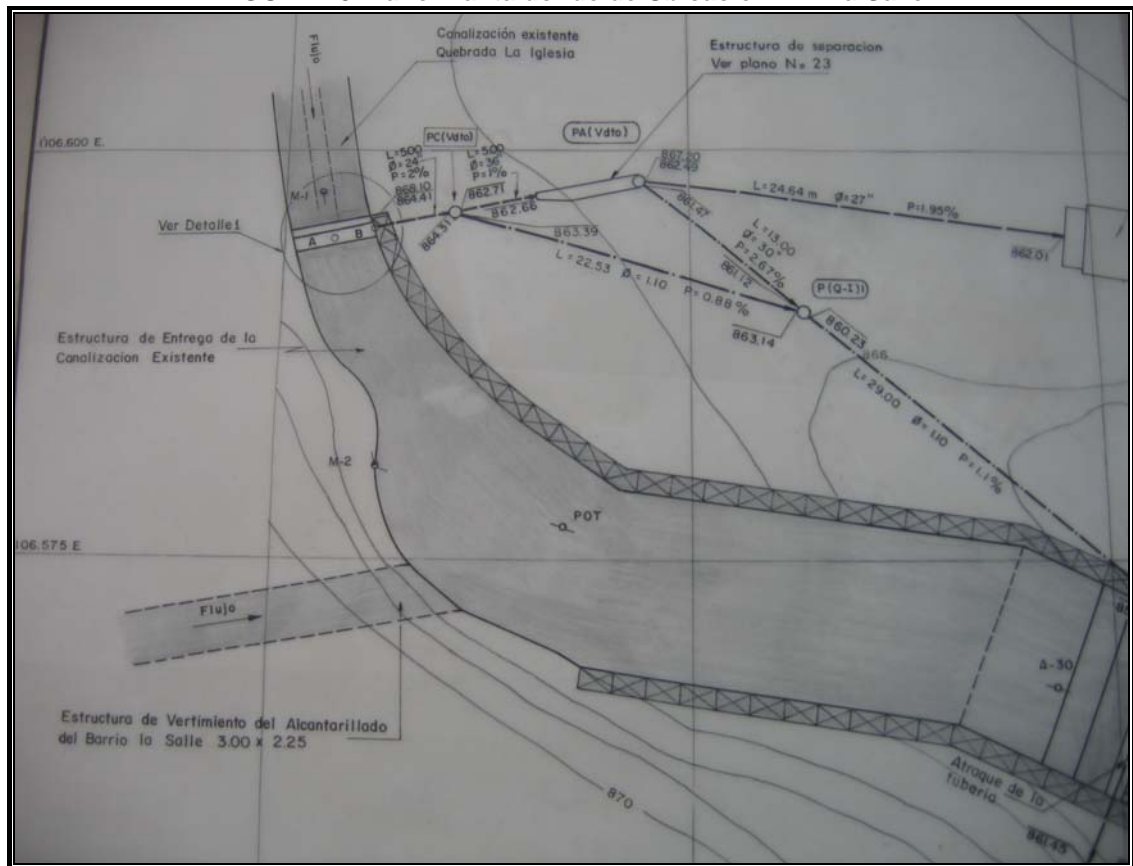 Flujo
Canalización existente
Quebrada La Iglesia
Estructura de separacion
Ver plano No 23
106.600 E.
PC(Vdto)
PA(Vdto)
L=500
Ø=24"
P=2%
L=500
Ø=36"
P=1%
868.10
864.41
862.71
862.66
864.31
867.20
862.49
L=24.64 m Ø=27" P=1.95%
862.01
M-1
A B
Ver Detalle 1
863.39
L=22.53 Ø=1.10 P=0.88%
L=13.00
Ø=30"
P=2.67%
861.12
P(Q-I)1
863.14
860.23
866
L=29.00 Ø=1.10 P=1.1%
Estructura de Entrega de la
Canalizacion Existente
M-2
POT
106.575 E
Flujo
Δ-30
Estructura de Vertimiento del Alcantarillado
del Barrio la Salle 3.00 x 2.25
870
Atraque de la
tuberia
861.45